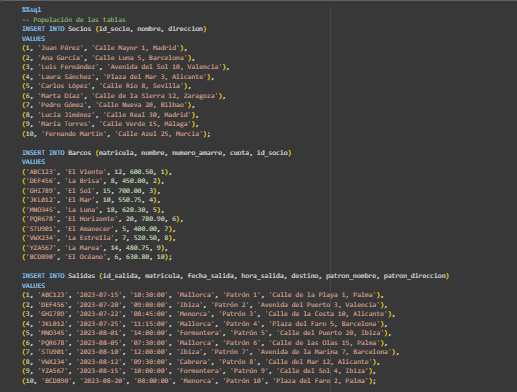 %%sql
-- Populación de las tablas
INSERT INTO Socios (id_socio, nombre, direccion)
VALUES
(1, 'Juan Pérez', 'Calle Mayor 1, Madrid'),
(2, 'Ana García', 'Calle Luna 5, Barcelona'),
(3, 'Luis Fernández', 'Avenida del Sol 10, Valencia'),
(4, 'Laura Sánchez', 'Plaza del Mar 3, Alicante'),
(5, 'Carlos López', 'Calle Río 8, Sevilla'),
(6, 'Marta Díaz', 'Calle de la Sierra 12, Zaragoza'),
(7, 'Pedro Gómez', 'Calle Nueva 20, Bilbao'),
(8, 'Lucía Jiménez', 'Calle Real 30, Madrid'),
(9, 'María Torres', 'Calle Verde 15, Málaga'),
(10, 'Fernando Martín', 'Calle Azul 25, Murcia');
INSERT INTO Barcos (matricula, nombre, numero_amarre, cuota, id_socio)
VALUES
('ABC123', 'El Viento', 12, 600.50, 1),
('DEF456', 'La Brisa', 8, 450.00, 2),
('GHI789', 'El Sol', 15, 700.00, 3),
('JKL012', 'El Mar', 10, 550.75, 4),
('MNO345', 'La Luna', 18, 620.30, 5),
('PQR678', 'El Horizonte', 20, 780.90, 6),
('STU901', 'El Amanecer', 5, 400.00, 7),
('VWX234', 'La Estrella', 7, 520.50, 8),
('YZA567', 'La Marea', 14, 480.75, 9),
('BCD890', 'El Océano', 6, 630.80, 10);
INSERT INTO Salidas (id_salida, matricula, fecha_salida, hora_salida, destino, patron_nombre, patron_direccion)
VALUES
(1, 'ABC123', '2023-07-15', '10:30:00', 'Mallorca', 'Patrón 1', 'Calle de la Playa 1, Palma'),
(2, 'DEF456', '2023-07-20', '09:00:00', 'Ibiza', 'Patrón 2', 'Avenida del Puerto 3, Valencia'),
(3, 'GHI789', '2023-07-22', '08:45:00', 'Menorca', 'Patrón 3', 'Calle de la Costa 10, Alicante'),
(4, 'JKL012', '2023-07-25', '11:15:00', 'Mallorca', 'Patrón 4', 'Plaza del Faro 5, Barcelona'),
(5, 'MNO345', '2023-08-01', '14:00:00', 'Formentera', 'Patrón 5', 'Calle del Puerto 20, Ibiza'),
(6, 'PQR678', '2023-08-05', '07:30:00', 'Mallorca', 'Patrón 6', 'Calle de las Olas 15, Palma'),
(7, 'STU901', '2023-08-10', '12:00:00', 'Ibiza', 'Patrón 7', 'Avenida de la Marina 7, Barcelona'),
(8, 'VWX234', '2023-08-12', '09:30:00', 'Cabrera', 'Patrón 8', 'Calle del Mar 12, Alicante'),
(9, 'YZA567', '2023-08-15', '10:00:00', 'Formentera', 'Patrón 9', 'Calle del Sol 4, Ibiza'),
(10, 'BCD890', '2023-08-20', '08:00:00', 'Menorca', 'Patrón 10', 'Plaza del Faro 2, Palma');